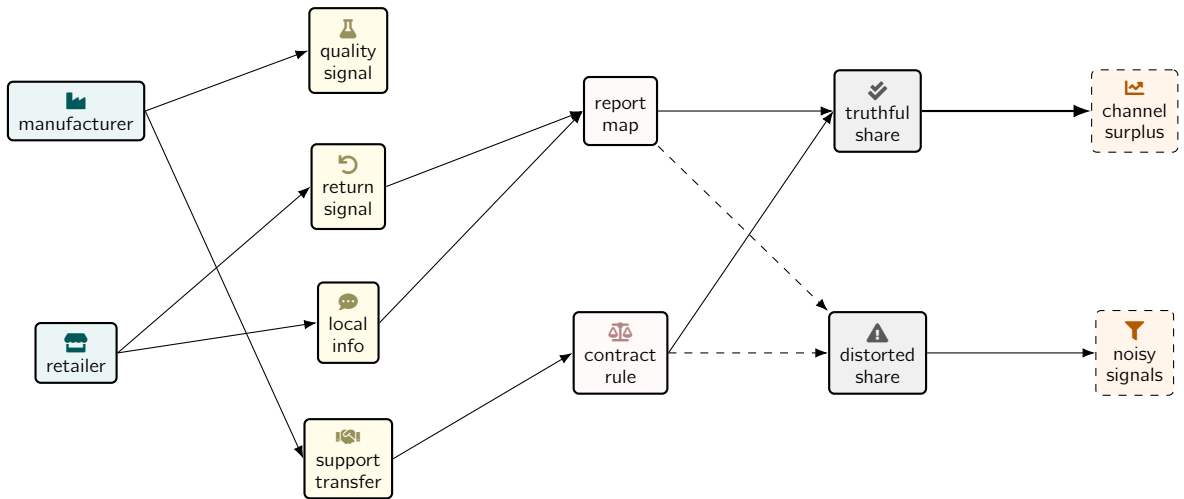 manufacturer
retailer
quality
signal
return
signal
local
info
support
transfer
report
map
contract
rule
truthful
share
distorted
share
channel
surplus
noisy
signals